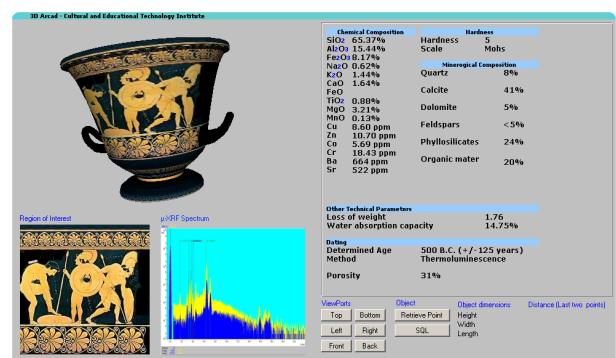 3D Arcad - Cultural and Educational Technology Institute
Chemical Composition
SiO2 65.37%
Al2O3 15.44%
Fe2O3 8.17%
Na2O 0.62%
K2O 1.44%
CaO 1.64%
FeO
TiO2 0.88%
MgO 3.21%
MnO 0.13%
Cu 8.60 ppm
Zn 10.70 ppm
Co 5.69 ppm
Cr 18.43 ppm
Ba 664 ppm
Sr 522 ppm
Hardness
Hardness 5
Scale Mohs
Minerogical Composition
Quartz 8%
Calcite 41%
Dolomite 5%
Feldspars <5%
Phyllosilicates 24%
Organic mater 20%
Other Technical Parameters
Loss of weight 1.76
Water absorption capacity 14.75%
Dating
Determined Age 500 B.C. (+/-125 years)
Method Thermoluminescence
Porosity 31%
Region of Interest
μ-XRF Spectrum
ViewPorts
Top Bottom
Left Right
Front Back
Object
Retrieve Point
SQL
Object dimensions
Height
Width
Length
Distance (Last two points)